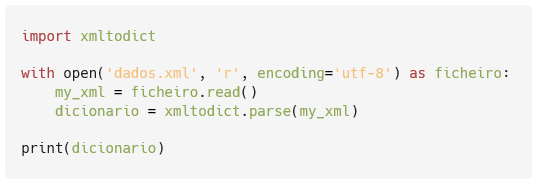 import xmltodict
with open('dados.xml', 'r', encoding='utf-8') as ficheiro:
    my_xml = ficheiro.read()
    dicionario = xmltodict.parse(my_xml)
print(dicionario)